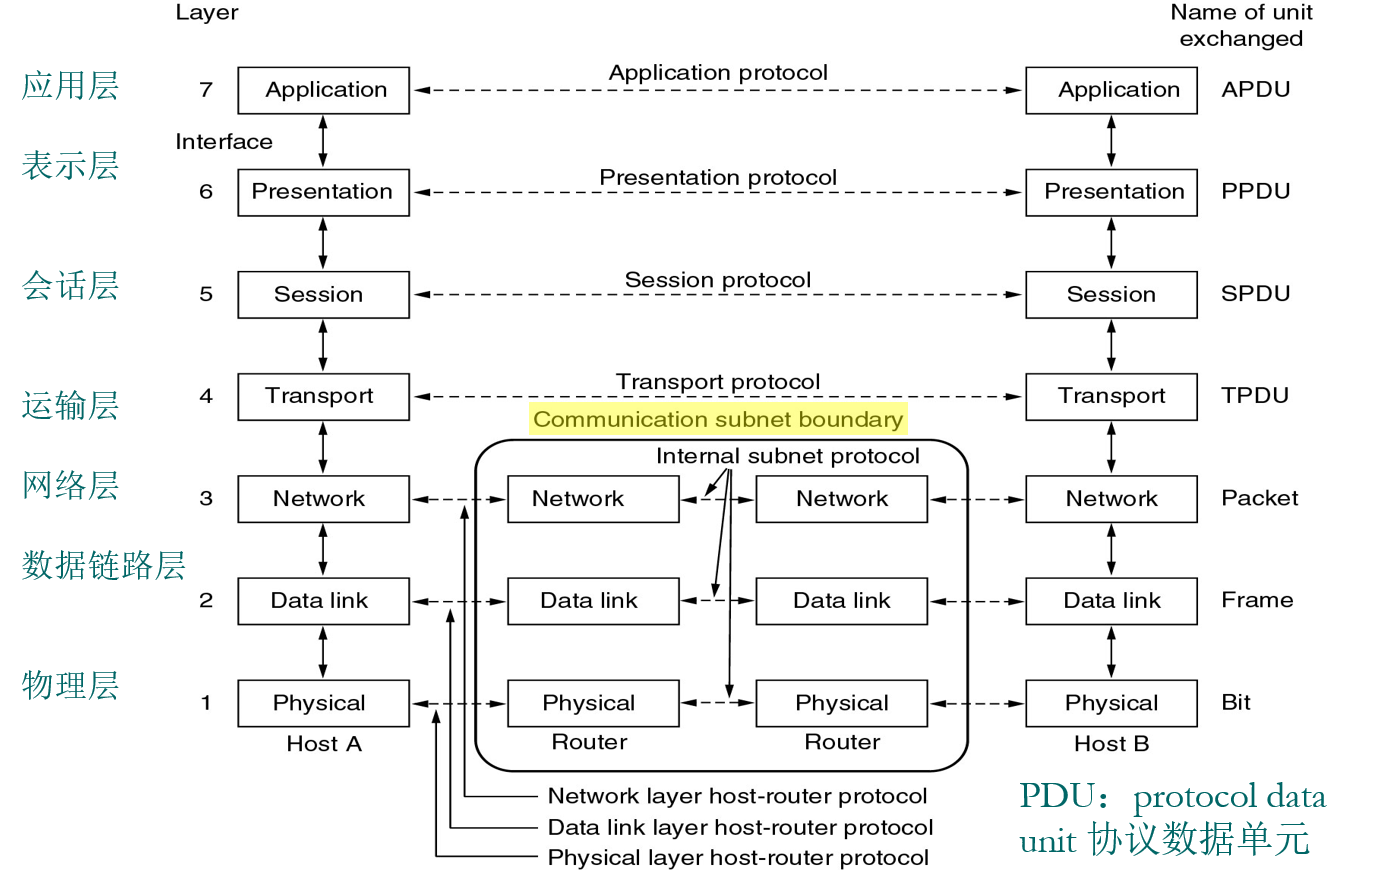 Layer
Name of unit
exchanged
应用层
7
Application
Application protocol
Application
APDU
Interface
表示层
6
Presentation
Presentation protocol
Presentation
PPDU
会话层
5
Session
Session protocol
Session
SPDU
运输层
4
Transport
Transport protocol
Transport
TPDU
Communication subnet boundary
Internal subnet protocol
网络层
3
Network
Network
Network
Network
Packet
数据链路层
2
Data link
Data link
Data link
Data link
Frame
物理层
1
Physical
Physical
Physical
Physical
Bit
Host A
Router
Router
Host B
Network layer host-router protocol
Data link layer host-router protocol
Physical layer host-router protocol
PDU：protocol data
unit 协议数据单元